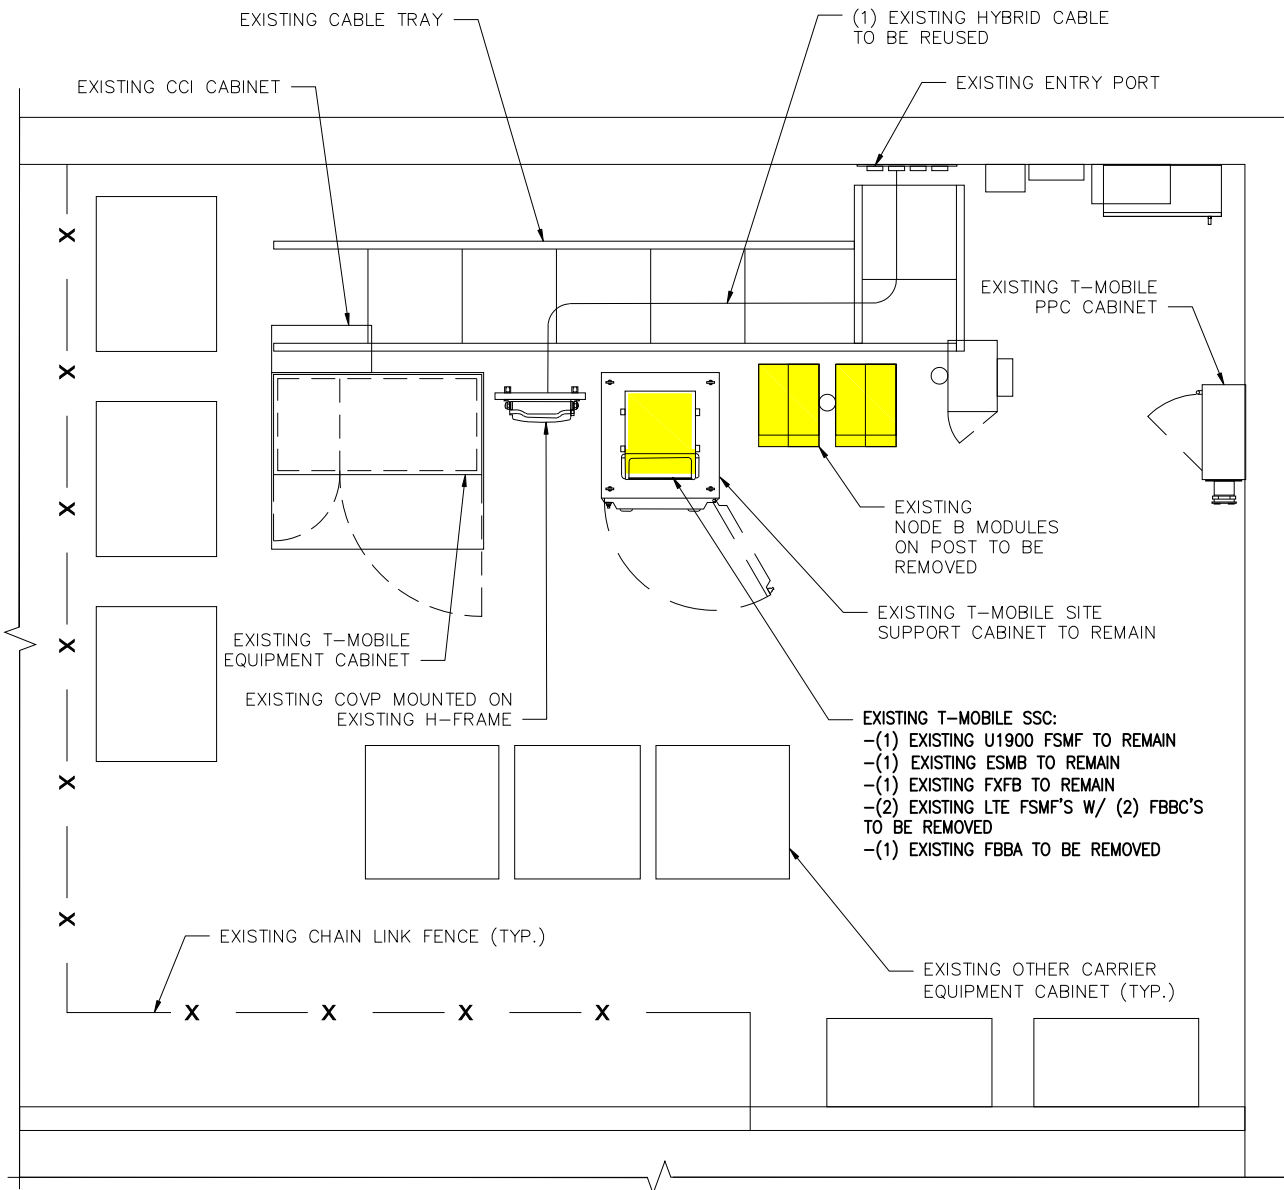 EXISTING CABLE TRAY
(1) EXISTING HYBRID CABLE
TO BE REUSED
EXISTING CCI CABINET
EXISTING ENTRY PORT
X
EXISTING T-MOBILE
PPC CABINET
X
X
EXISTING
NODE B MODULES
ON POST TO BE
REMOVED
EXISTING T-MOBILE SITE
SUPPORT CABINET TO REMAIN
X
EXISTING T-MOBILE
EQUIPMENT CABINET
EXISTING COVP MOUNTED ON
EXISTING H-FRAME
EXISTING T-MOBILE SSC:
-(1) EXISTING U1900 FSMF TO REMAIN
-(1) EXISTING ESMB TO REMAIN
-(1) EXISTING FXFB TO REMAIN
-(2) EXISTING LTE FSMF'S W/ (2) FBBC'S
TO BE REMOVED
-(1) EXISTING FBBA TO BE REMOVED
X
X
EXISTING CHAIN LINK FENCE (TYP.)
EXISTING OTHER CARRIER
EQUIPMENT CABINET (TYP.)
X X X X